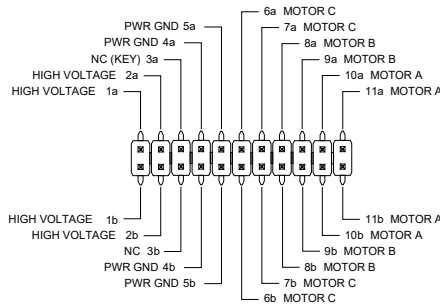 6a MOTOR C
PWR GND 5a
7a MOTOR C
PWR GND 4a
8a MOTOR B
NC (KEY) 3a
9a MOTOR B
HIGH VOLTAGE 2a
10a MOTOR A
HIGH VOLTAGE 1a
11a MOTOR A
HIGH VOLTAGE 1b
11b MOTOR A
HIGH VOLTAGE 2b
10b MOTOR A
NC 3b
9b MOTOR B
PWR GND 4b
8b MOTOR B
PWR GND 5b
7b MOTOR C
6b MOTOR C